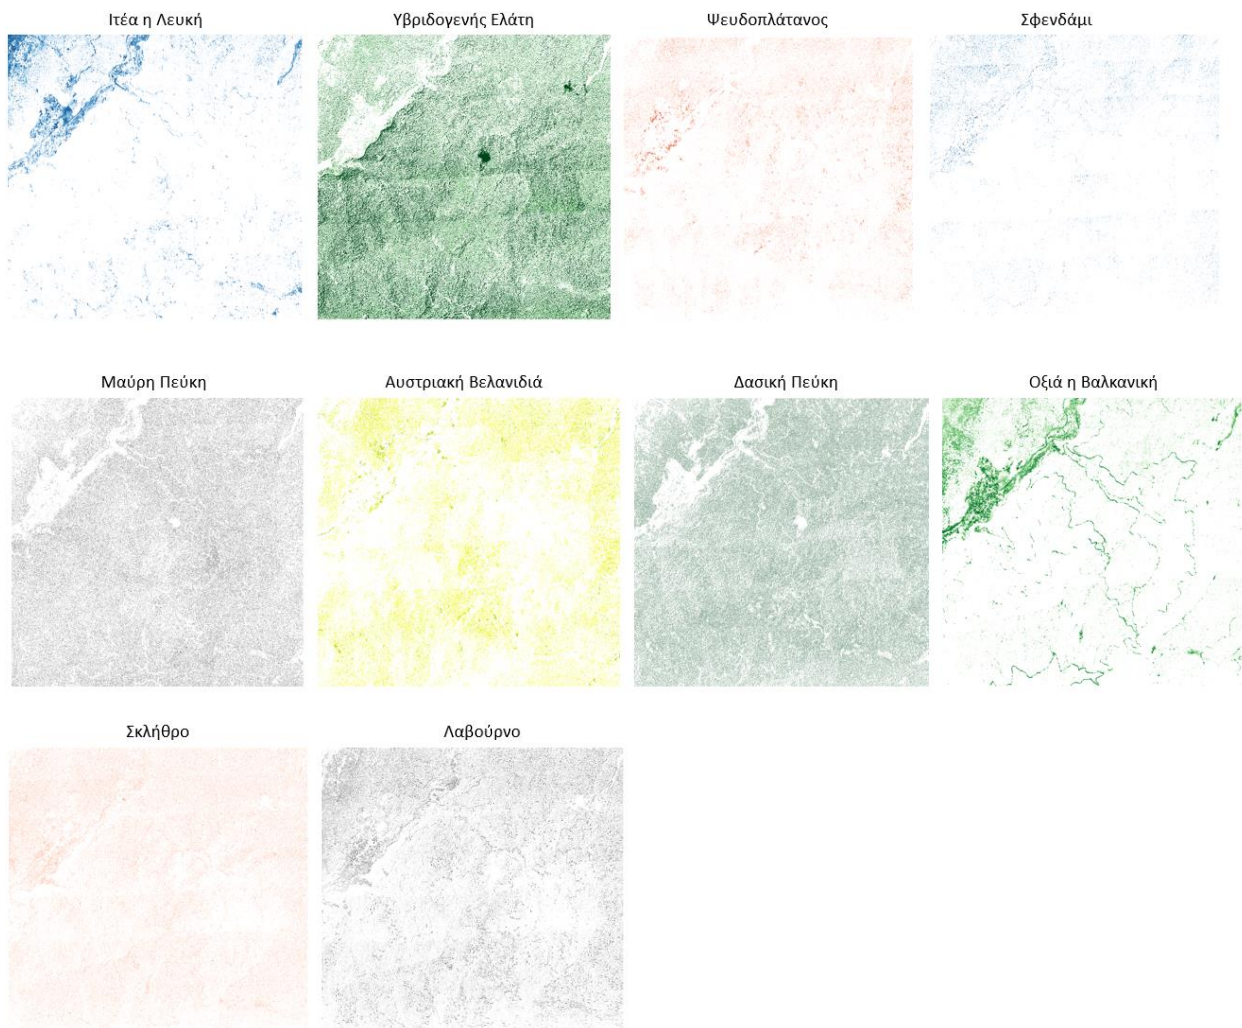 Ιτέα η Λευκή
Υβριδογενής Ελάτη
Ψευδοπλάτανος
Σφενδάμι
Μαύρη Πεύκη
Αυστριακή Βελανιδιά
Δασική Πεύκη
Οξιά η Βαλκανική
Σκλήθρο
Λαβούρνο